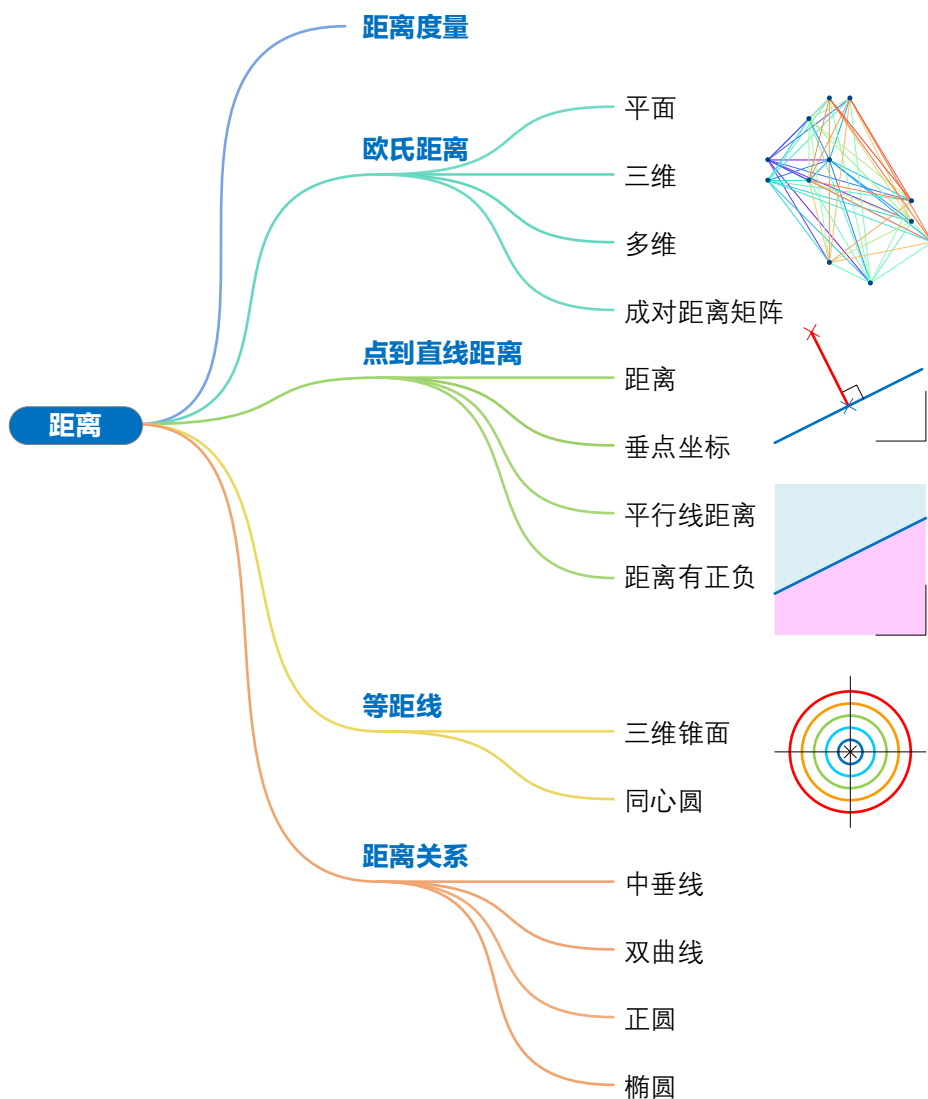 距离
距离度量
欧氏距离
平面
三维
多维
成对距离矩阵
点到直线距离
距离
垂点坐标
平行线距离
距离有正负
等距线
三维锥面
同心圆
距离关系
中垂线
双曲线
正圆
椭圆